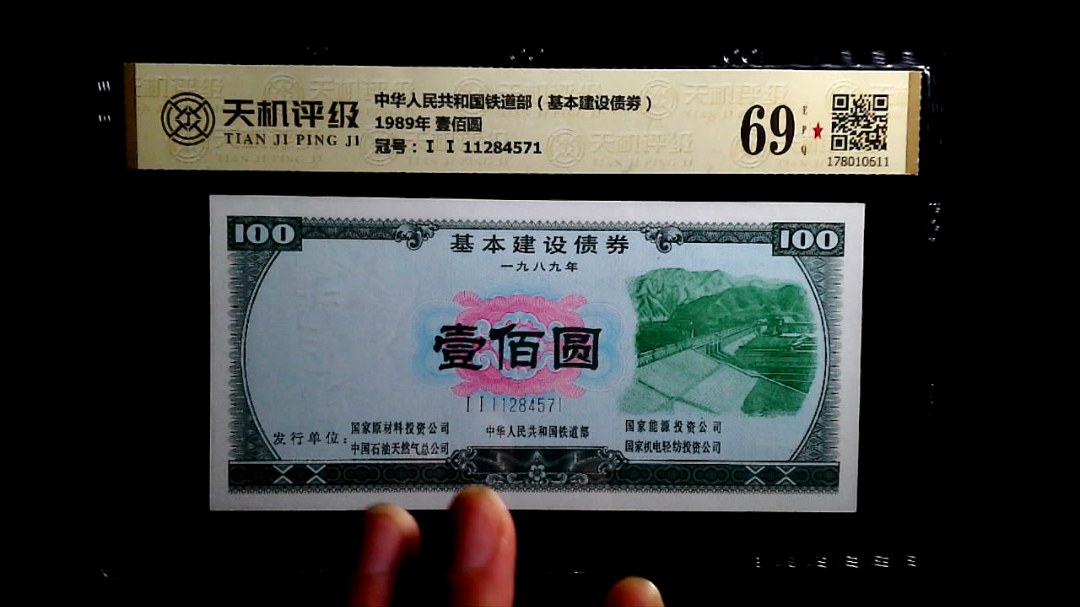 天机评级
TIAN JI PING JI
中华人民共和国铁道部（基本建设债券）
1989年 壹佰圆
冠号：I I 11284571
69
EPQ
178010611
100
100
基本建设债券
一九八九年
壹佰圆
I I 11284571
发行单位：
国家原材料投资公司
中国石油天然气总公司
中华人民共和国铁道部
国家能源投资公司
国家机电轻纺投资公司